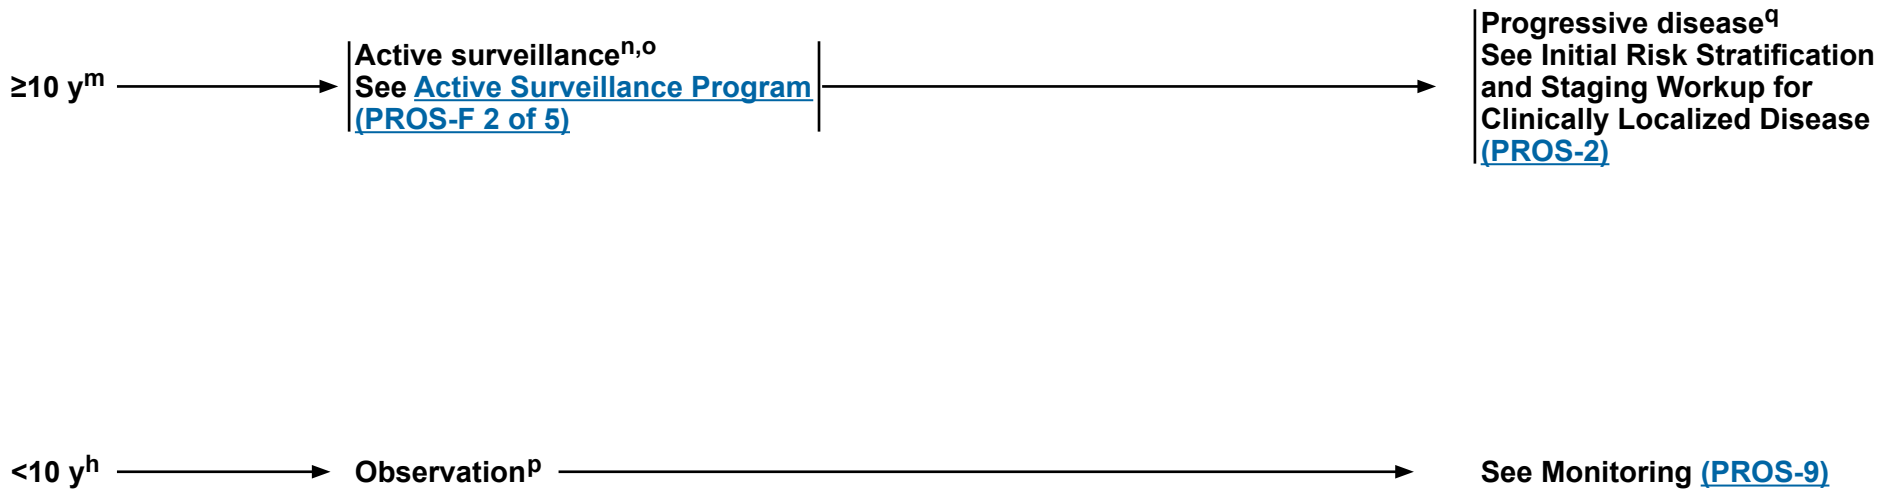 ≥10 yᵐ
Active surveillanceⁿ,ᵒ
See Active Surveillance Program
(PROS-F 2 of 5)
Progressive disease^q
See Initial Risk Stratification
and Staging Workup for
Clinically Localized Disease
(PROS-2)
<10 yʰ
Observationᵖ
See Monitoring (PROS-9)